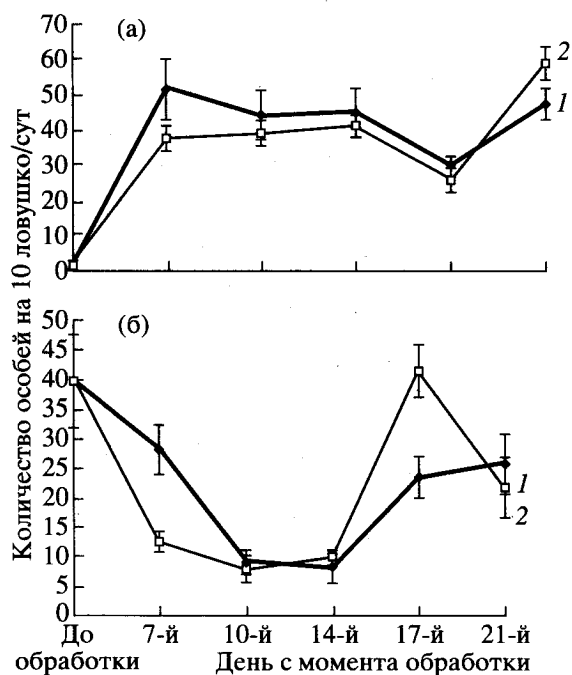 (а)
70
60
50
40
30
20
10
0
2
1
Количество особей на 10 ловушко/сут
(б)
50
45
40
35
30
25
20
15
10
5
0
1
2
До обработки
7-й
10-й
14-й
17-й
21-й
День с момента обработки